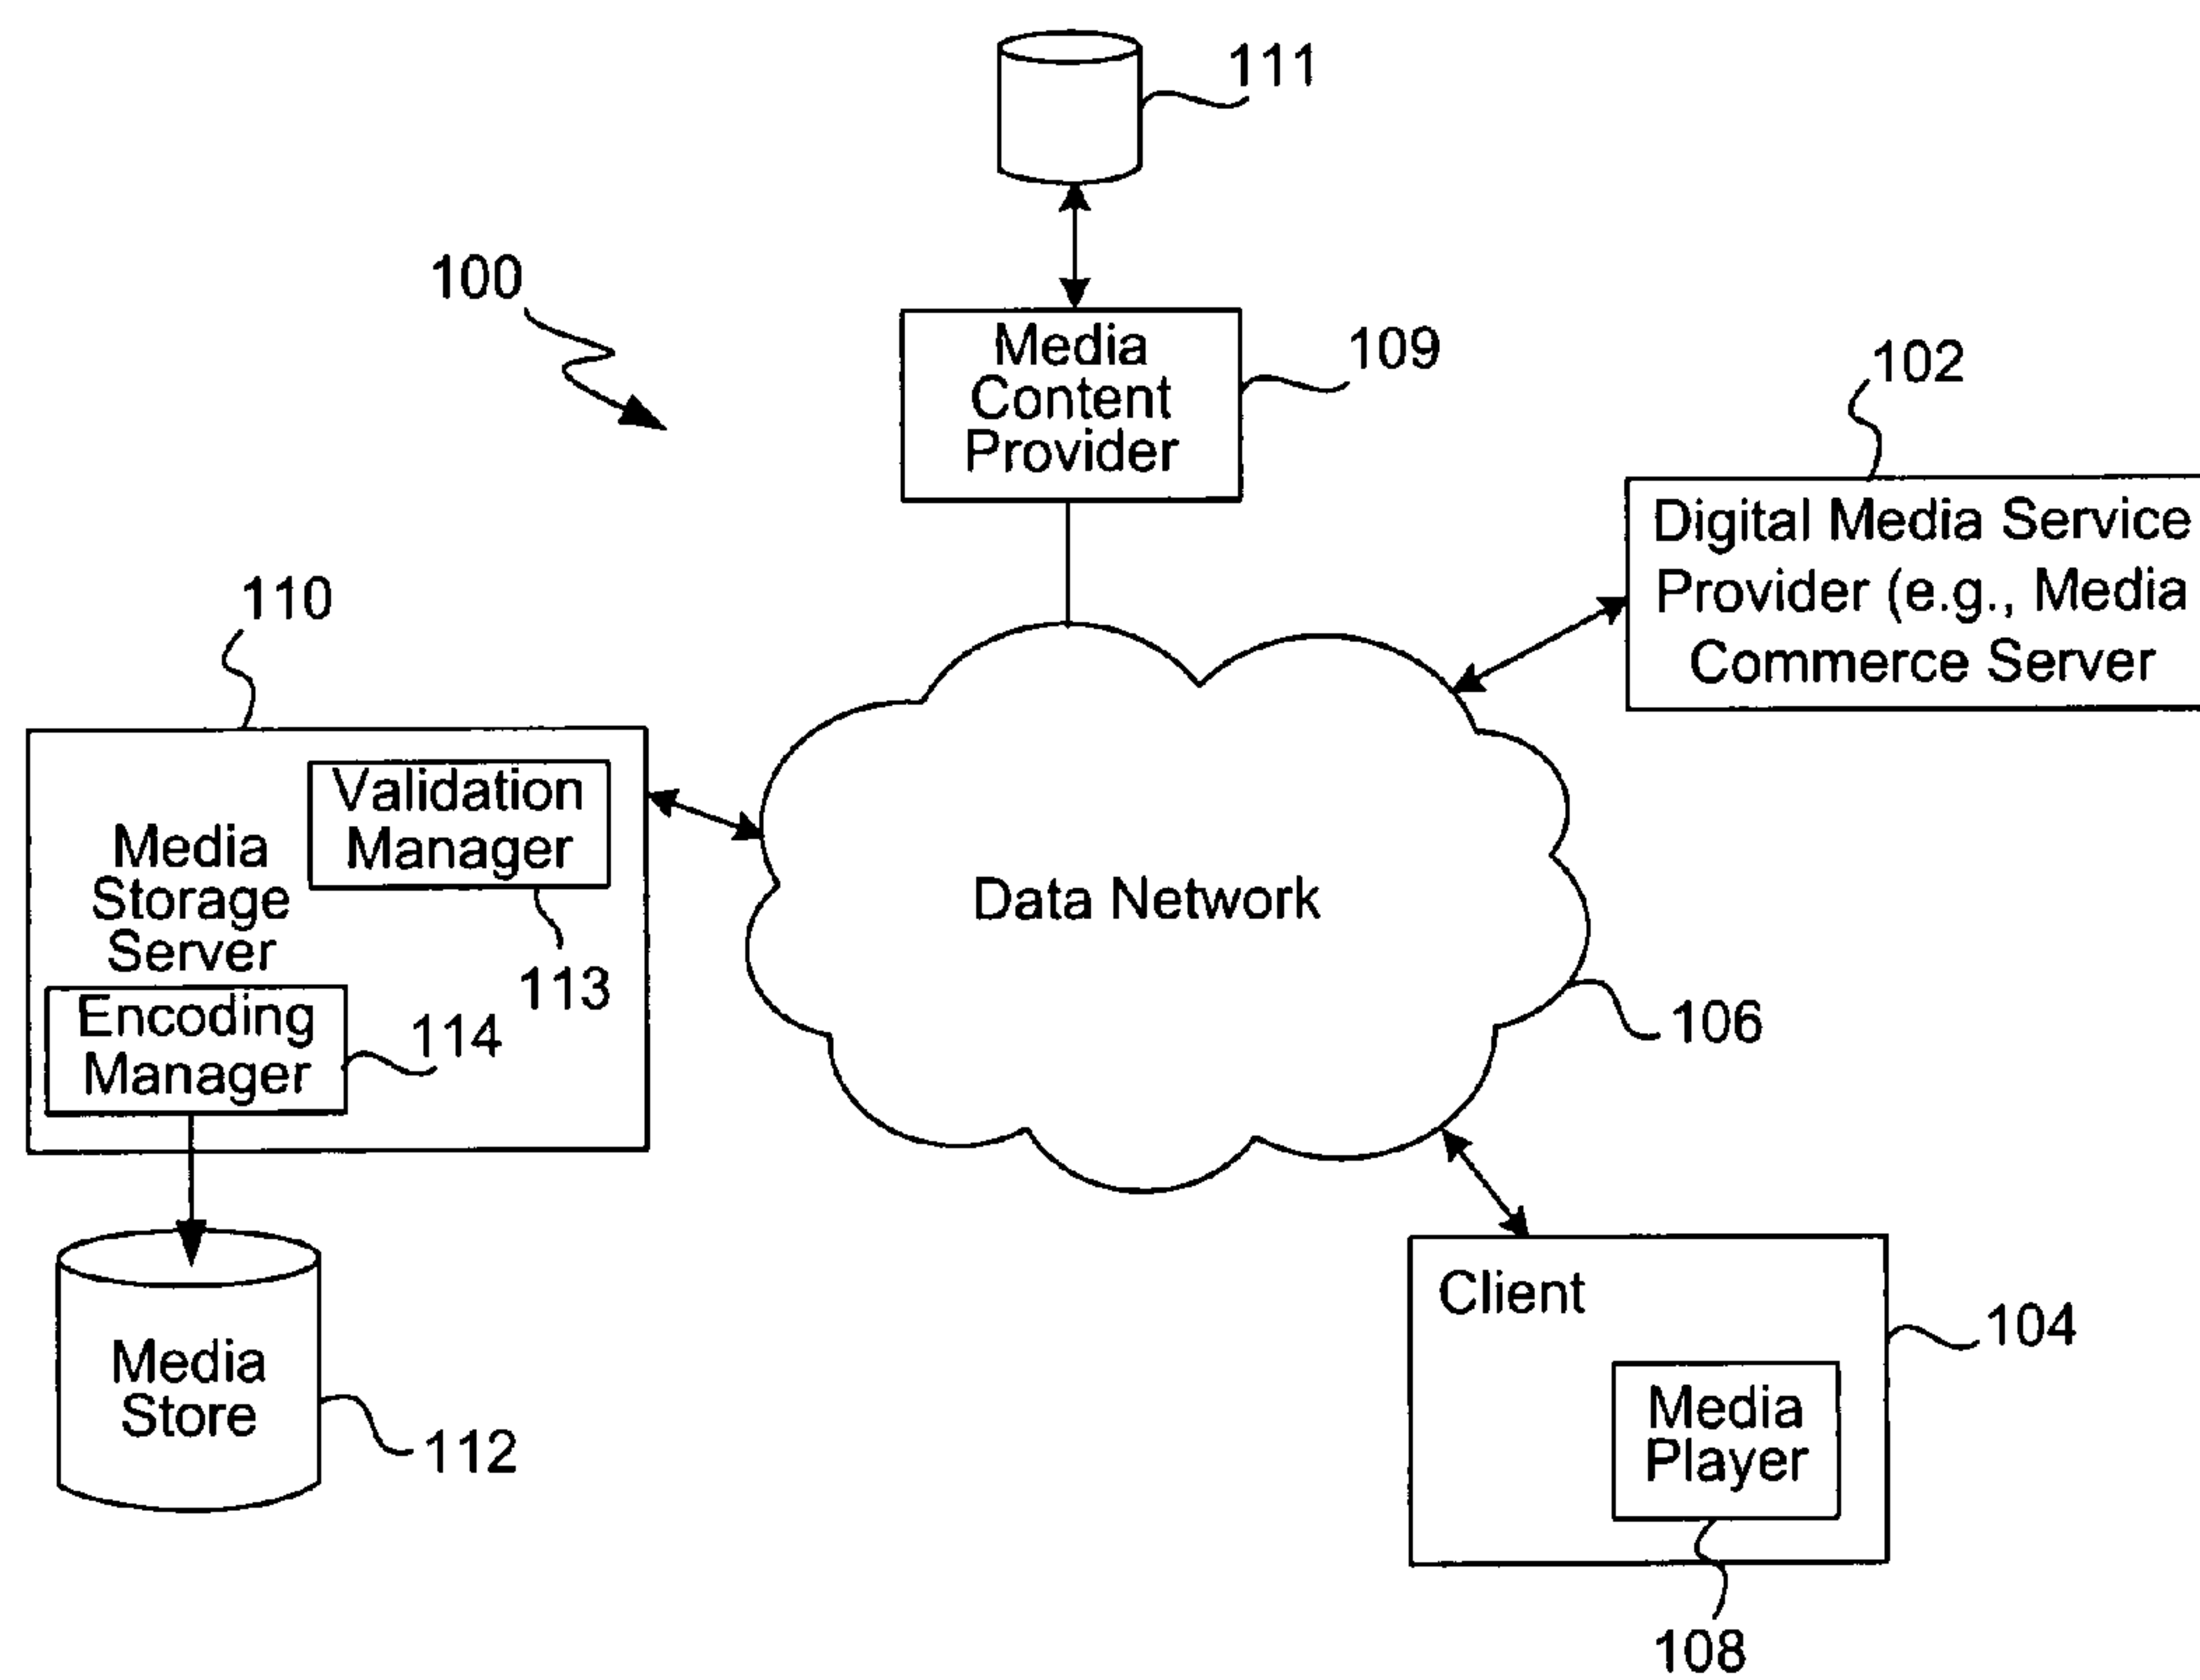 111
100
Media
Content
Provider
109
102
Digital Media Service
Provider (e.g., Media
Commerce Server
110
Validation
Manager
Media
Storage
Server
113
Encoding
Manager
114
Data Network
106
Media
Store
112
Client
104
Media
Player
108